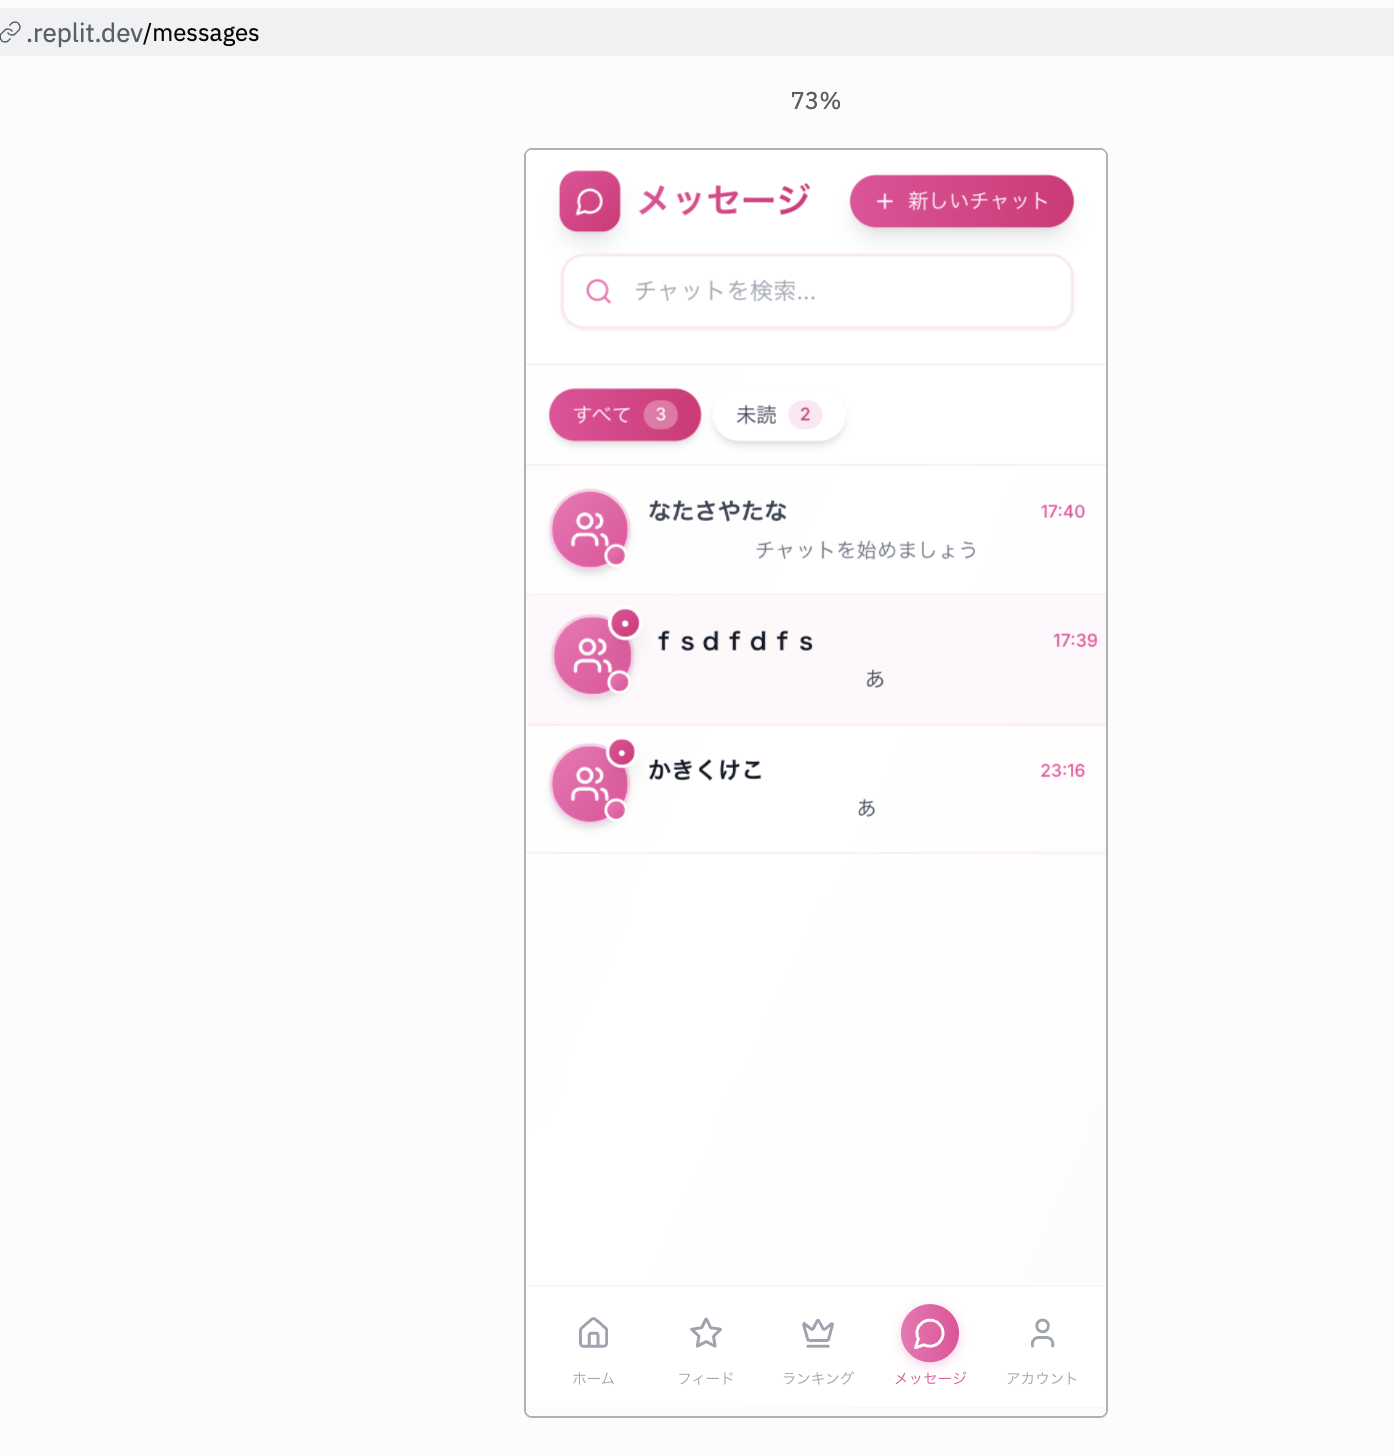 .replit.dev/messages
73%
メッセージ
+ 新しいチャット
チャットを検索...
すべて 3
未読 2
なたさやたな
17:40
チャットを始めましょう
ｆｓｄｆｄｆｓ
17:39
あ
かきくけこ
23:16
あ
ホーム
フィード
ランキング
メッセージ
アカウント